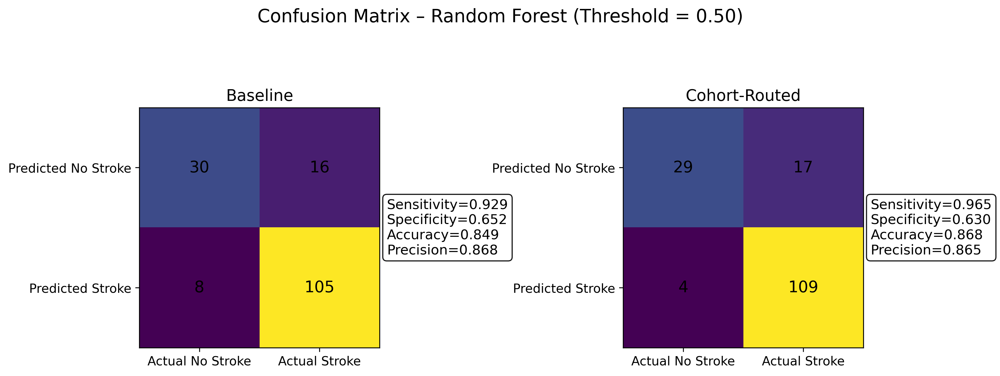 Confusion Matrix – Random Forest (Threshold = 0.50)
Baseline
Predicted No Stroke
30
16
Predicted Stroke
8
105
Actual No Stroke
Actual Stroke
Sensitivity=0.929
Specificity=0.652
Accuracy=0.849
Precision=0.868
Cohort-Routed
Predicted No Stroke
29
17
Predicted Stroke
4
109
Actual No Stroke
Actual Stroke
Sensitivity=0.965
Specificity=0.630
Accuracy=0.868
Precision=0.865